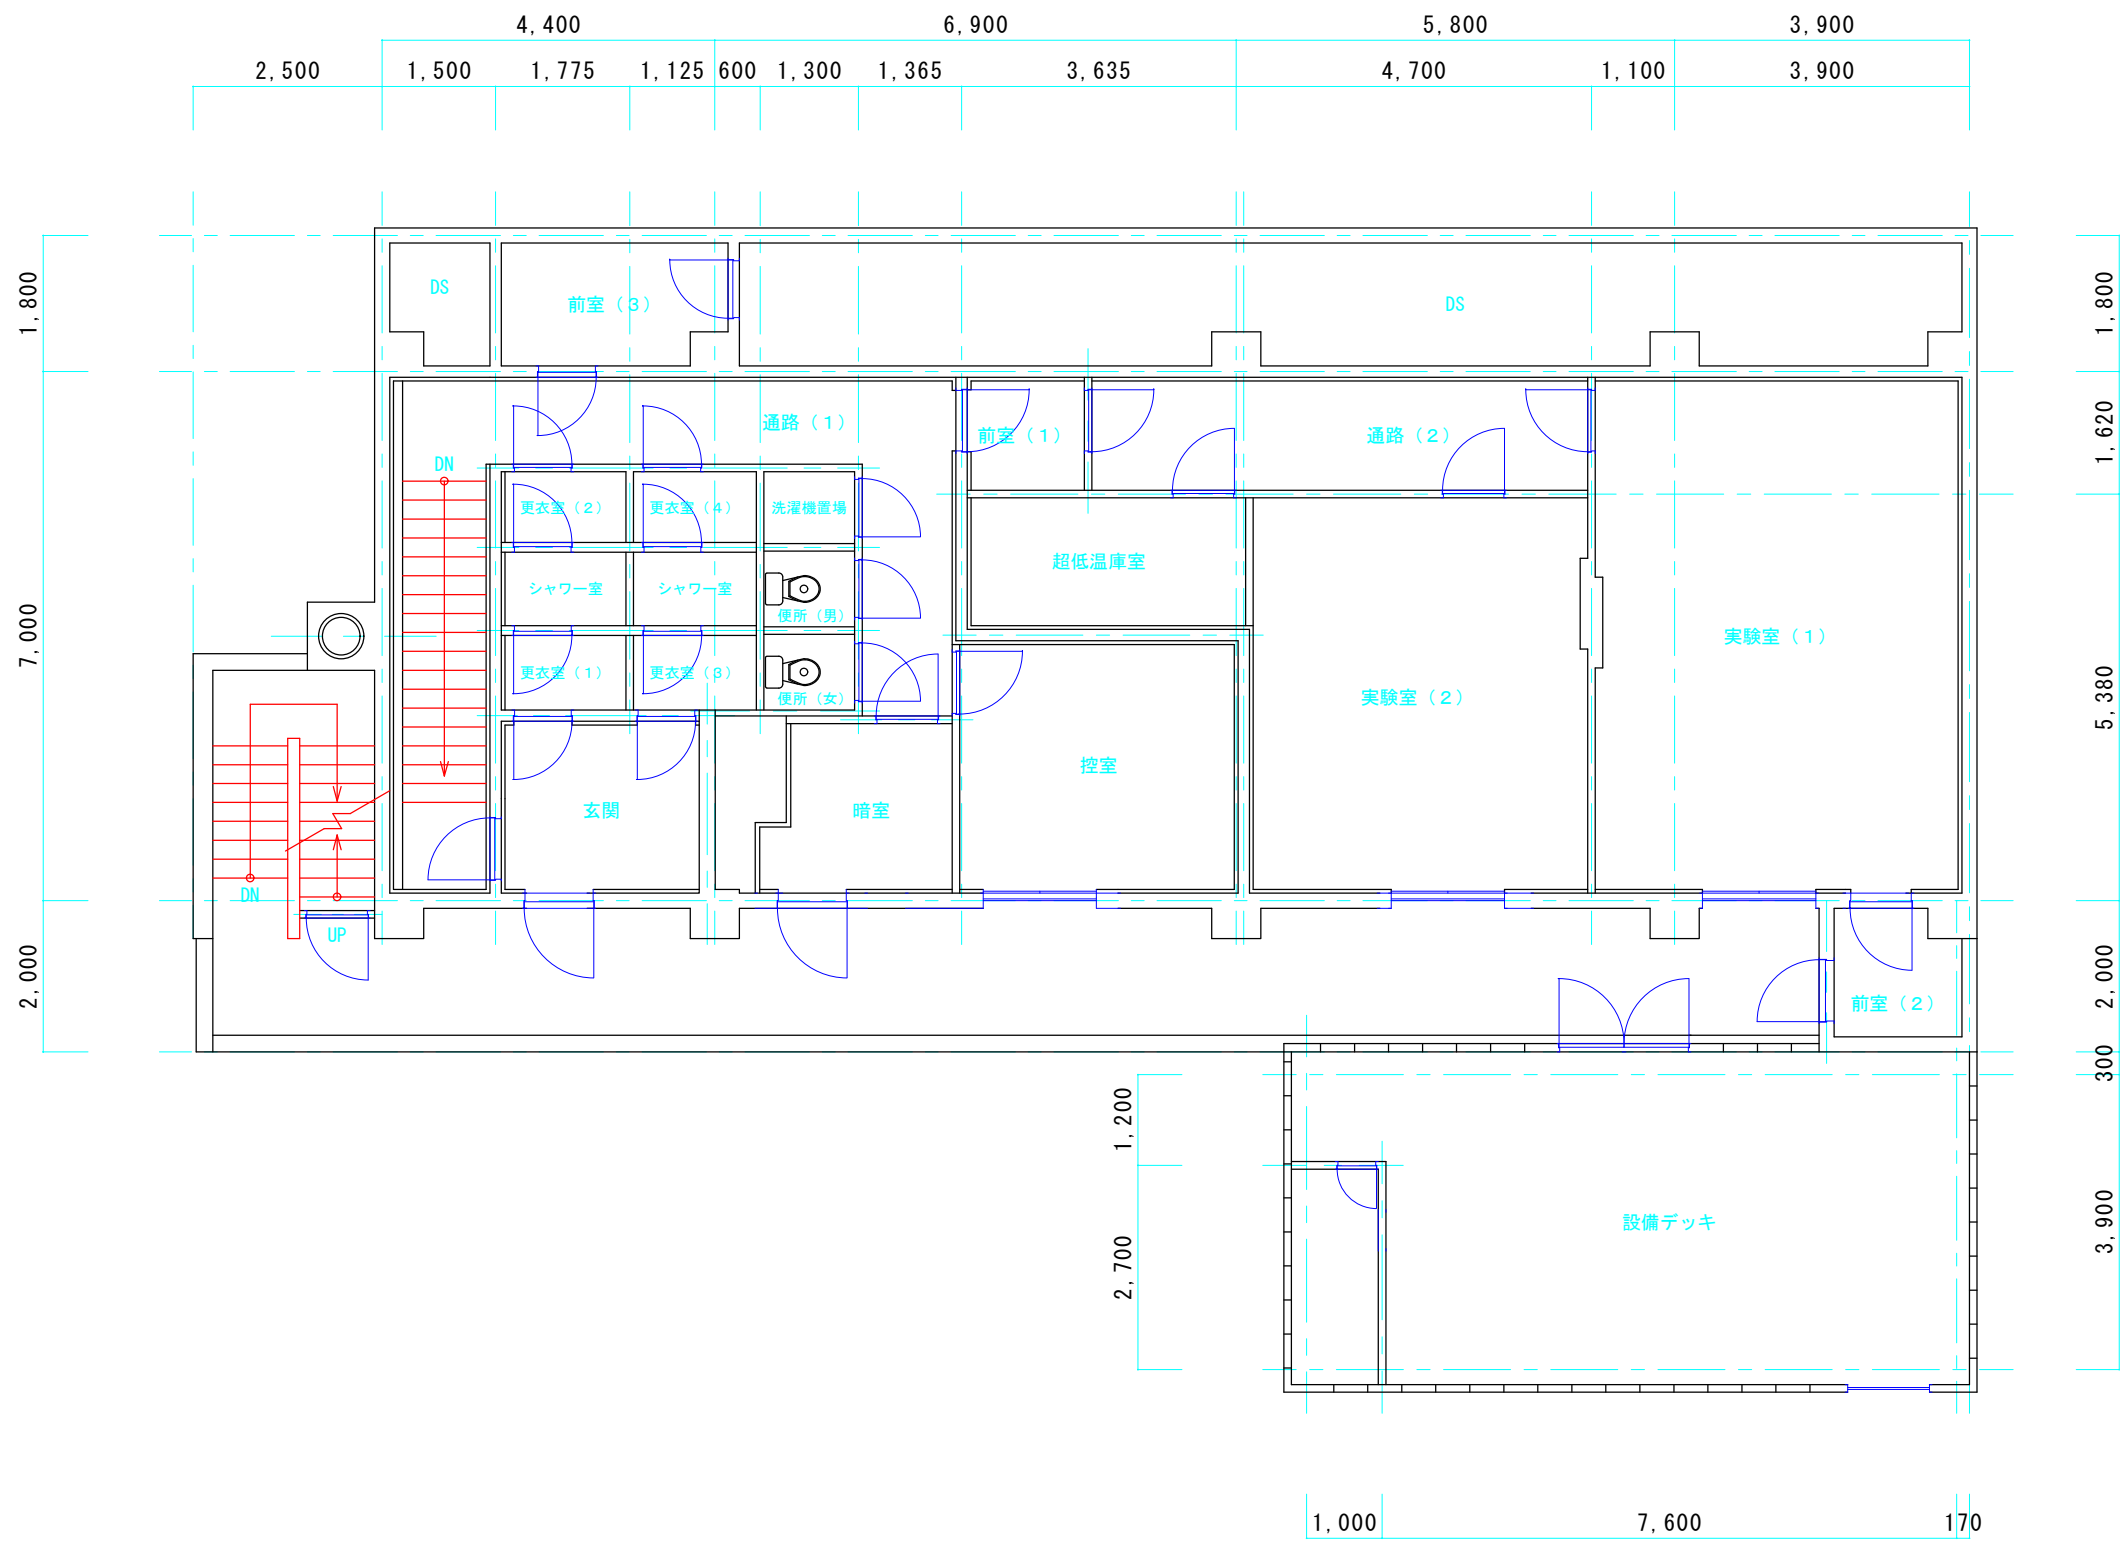 4,400 6,900 5,800 3,900
2,500 1,500 1,775 1,125 600 1,300 1,365 3,635 4,700 1,100 3,900
1,800
7,000
2,000
DS
前室（３）
DS
通路（１）
前室（１）
通路（２）
DN
更衣室（２）
更衣室（４）
洗濯機置場
超低温庫室
シャワー室
シャワー室
便所（男）
実験室（１）
更衣室（１）
更衣室（３）
便所（女）
実験室（２）
控室
玄関
暗室
DN
UP
前室（２）
設備デッキ
1,800
1,620
5,380
2,000
300
3,900
1,200
2,700
1,000 7,600 170